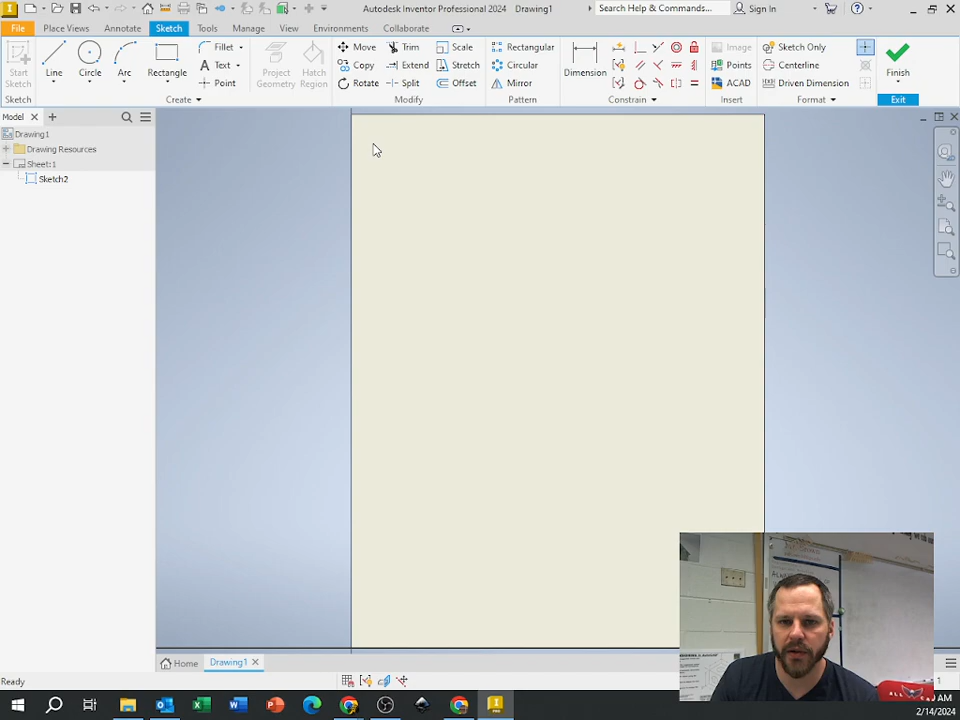 Autodesk Inventor Professional 2024 Drawing1 Search Help & Commands... Sign In
File Place Views Annotate Sketch Tools Manage View Environments Collaborate
Start Sketch Line Circle Arc Rectangle Fillet Text Point Project Geometry Hatch Region Move Copy Rotate Trim Extend Split Scale Stretch Offset Rectangular Circular Mirror Dimension Image Points ACAD Sketch Only Centerline Driven Dimension Finish
Sketch Create Modify Pattern Constrain Insert Format Exit
Model
Drawing1
Drawing Resources
Sheet:1
Sketch2
Home Drawing1
Ready 1
AM
2/14/2024